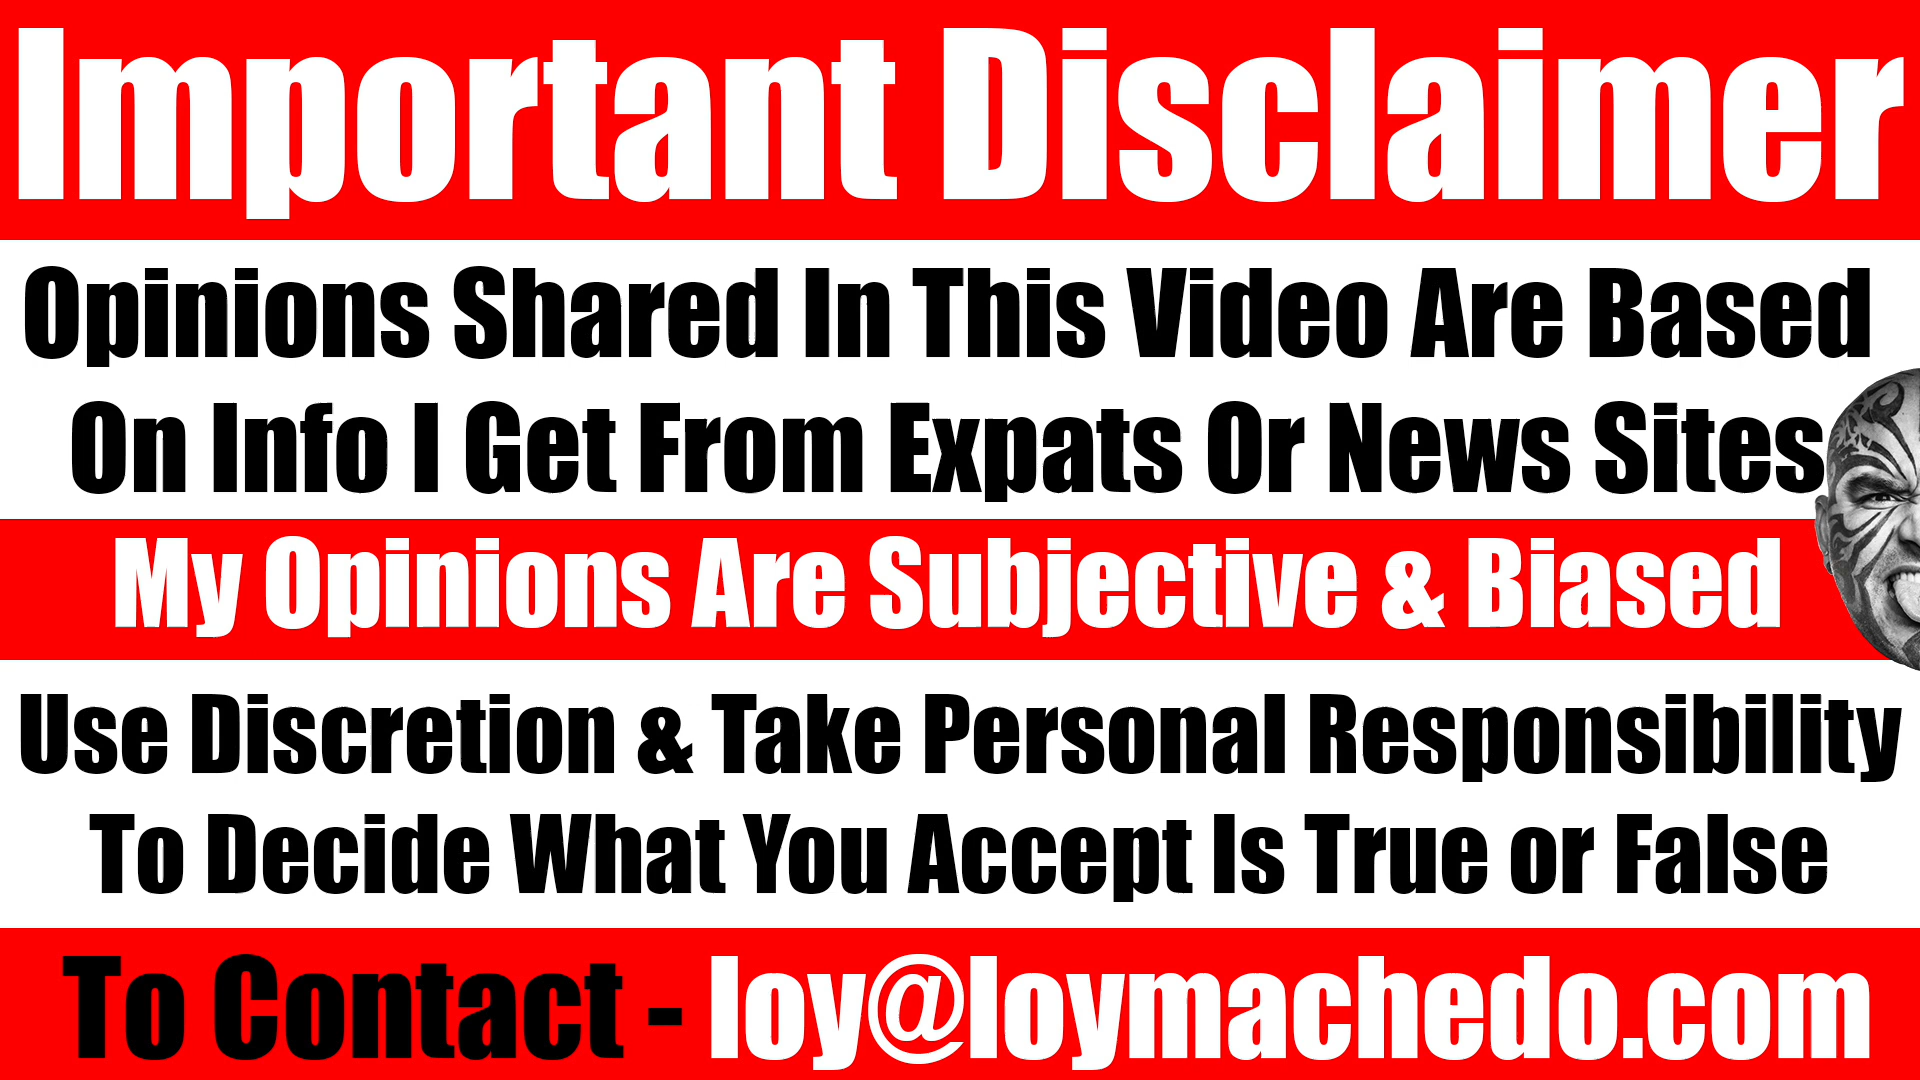 Important Disclaimer
Opinions Shared In This Video Are Based
On Info I Get From Expats Or News Sites
My Opinions Are Subjective & Biased
Use Discretion & Take Personal Responsibility
To Decide What You Accept Is True or False
To Contact - loy@loymachedo.com